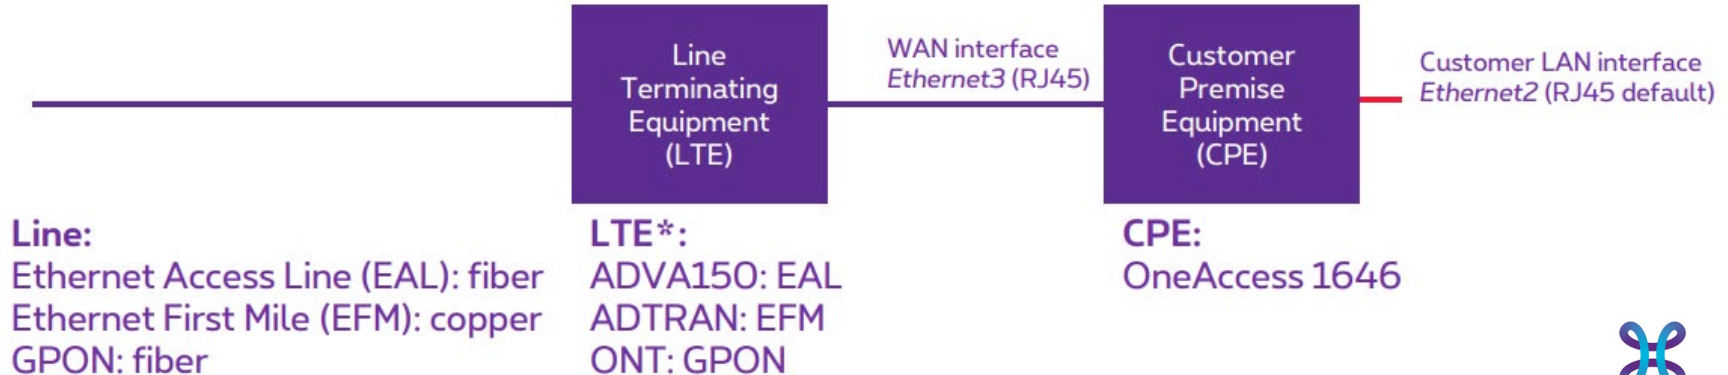 Line
Terminating
Equipment
(LTE)
WAN interface
Ethernet3 (RJ45)
Customer
Premise
Equipment
(CPE)
Customer LAN interface
Ethernet2 (RJ45 default)
Line:
Ethernet Access Line (EAL): fiber
Ethernet First Mile (EFM): copper
GPON: fiber
LTE*:
ADVA150: EAL
ADTRAN: EFM
ONT: GPON
CPE:
OneAccess 1646